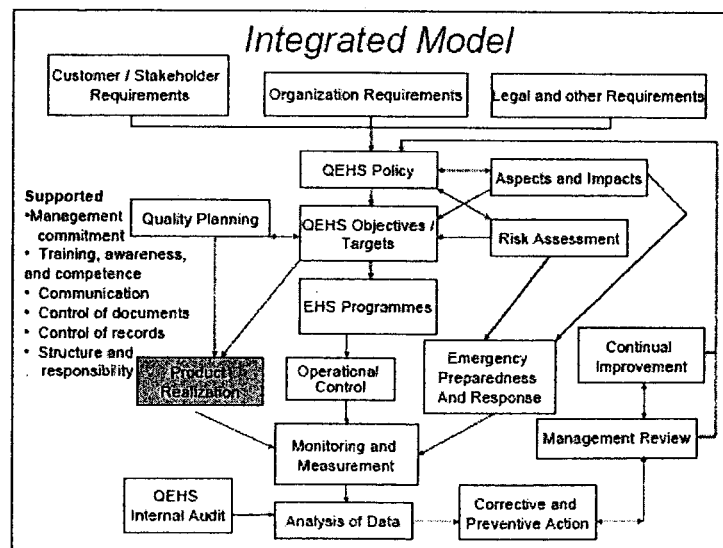 Integrated Model
Customer / Stakeholder
Requirements
Organization Requirements
Legal and other Requirements
QEHS Policy
Aspects and Impacts
Supported
•Management
commitment
• Training, awareness,
and competence
• Communication
• Control of documents
• Control of records
• Structure and
responsibility
Quality Planning
QEHS Objectives /
Targets
Risk Assessment
EHS Programmes
Product
Realization
Operational
Control
Emergency
Preparedness
And Response
Continual
Improvement
Monitoring and
Measurement
Management Review
QEHS
Internal Audit
Analysis of Data
Corrective and
Preventive Action